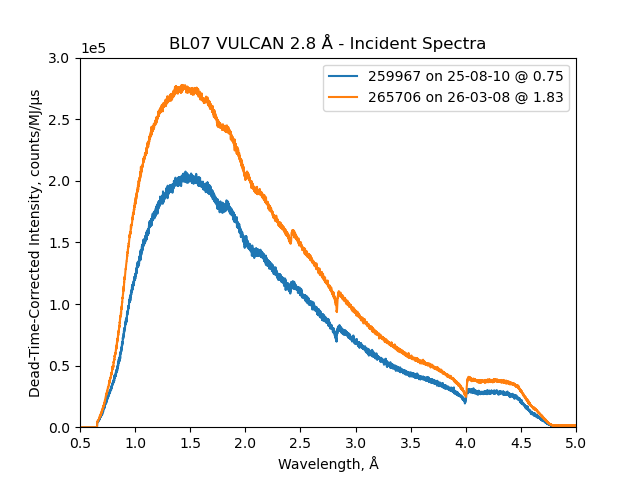 BL07 VULCAN 2.8 Å - Incident Spectra
1e5
259967 on 25-08-10 @ 0.75
265706 on 26-03-08 @ 1.83
Dead-Time-Corrected Intensity, counts/MJ/μs
3.0
2.5
2.0
1.5
1.0
0.5
0.0
0.5 1.0 1.5 2.0 2.5 3.0 3.5 4.0 4.5 5.0
Wavelength, Å